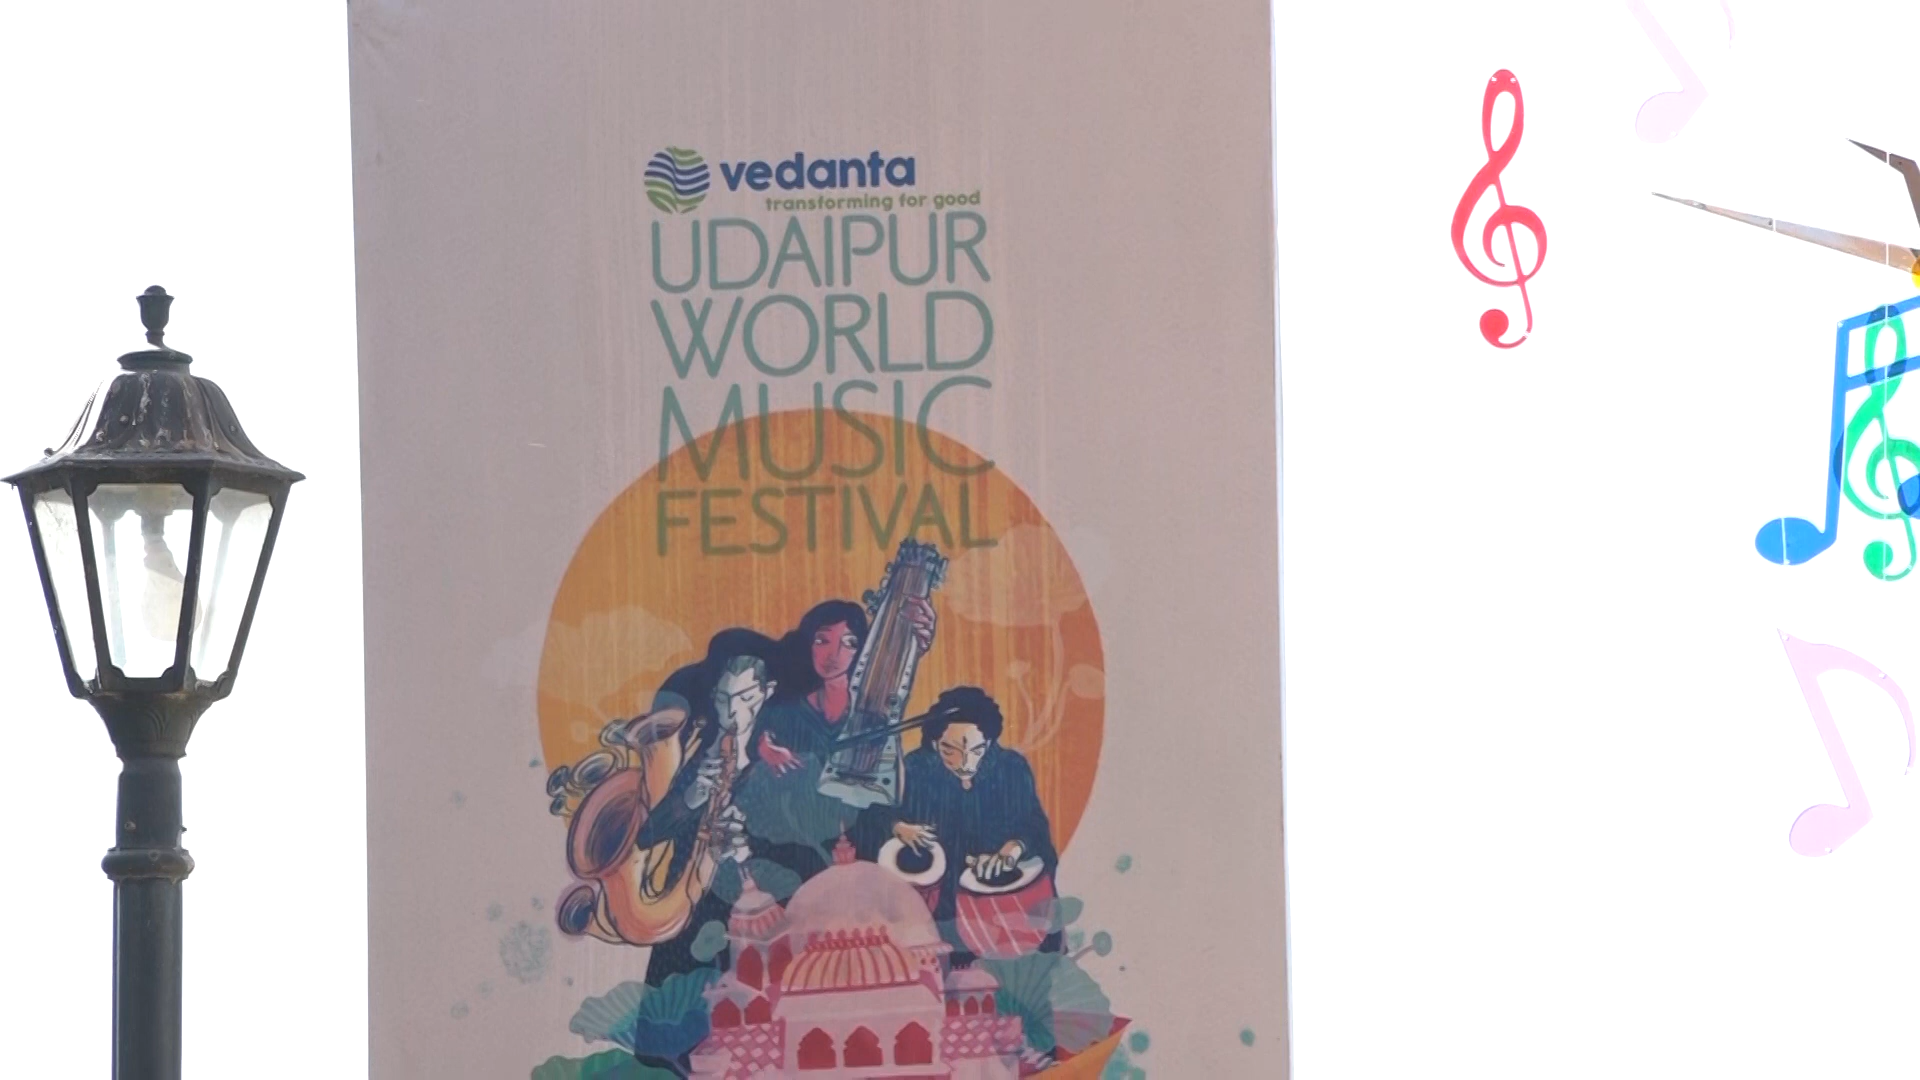 vedanta
transforming for good
UDAIPUR
WORLD
MUSIC
FESTIVAL